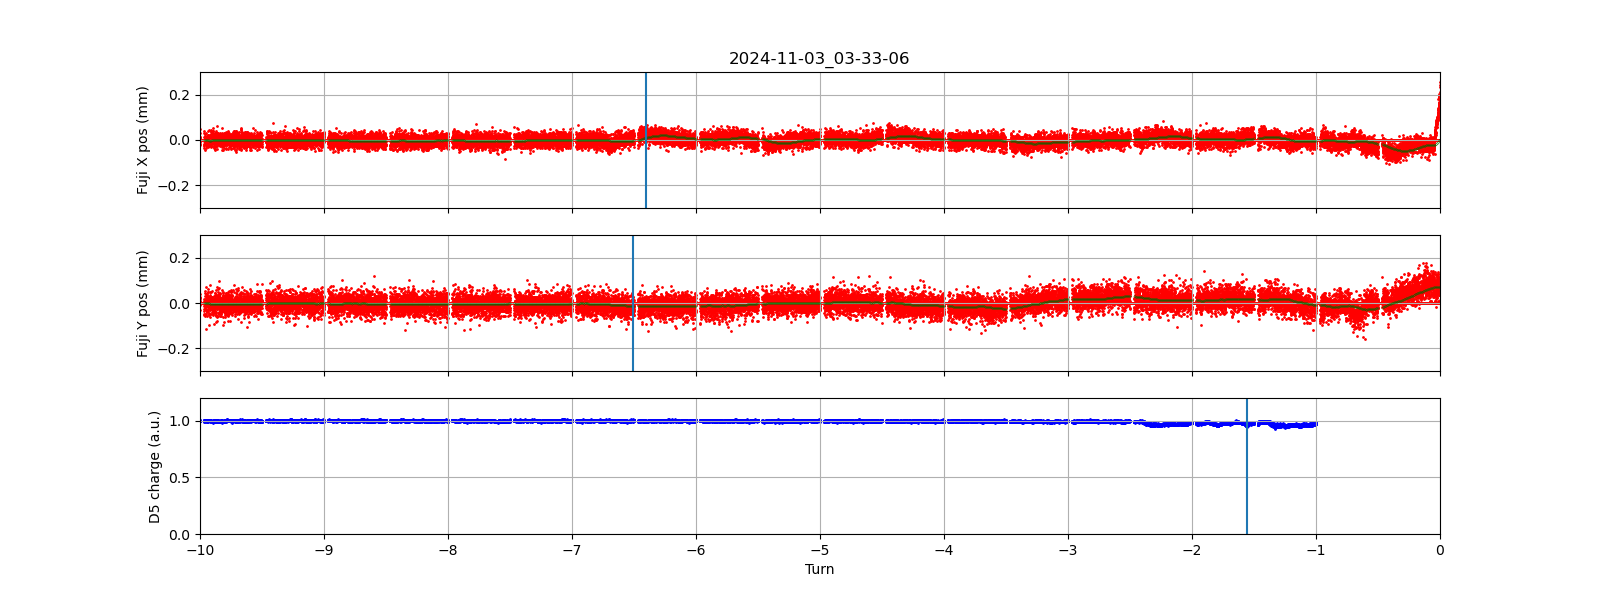 2024-11-03_03-33-06
Fuji X pos (mm)
0.2
0.0
−0.2
Fuji Y pos (mm)
0.2
0.0
−0.2
D5 charge (a.u.)
1.0
0.5
0.0
−10 −9 −8 −7 −6 −5 −4 −3 −2 −1 0
Turn